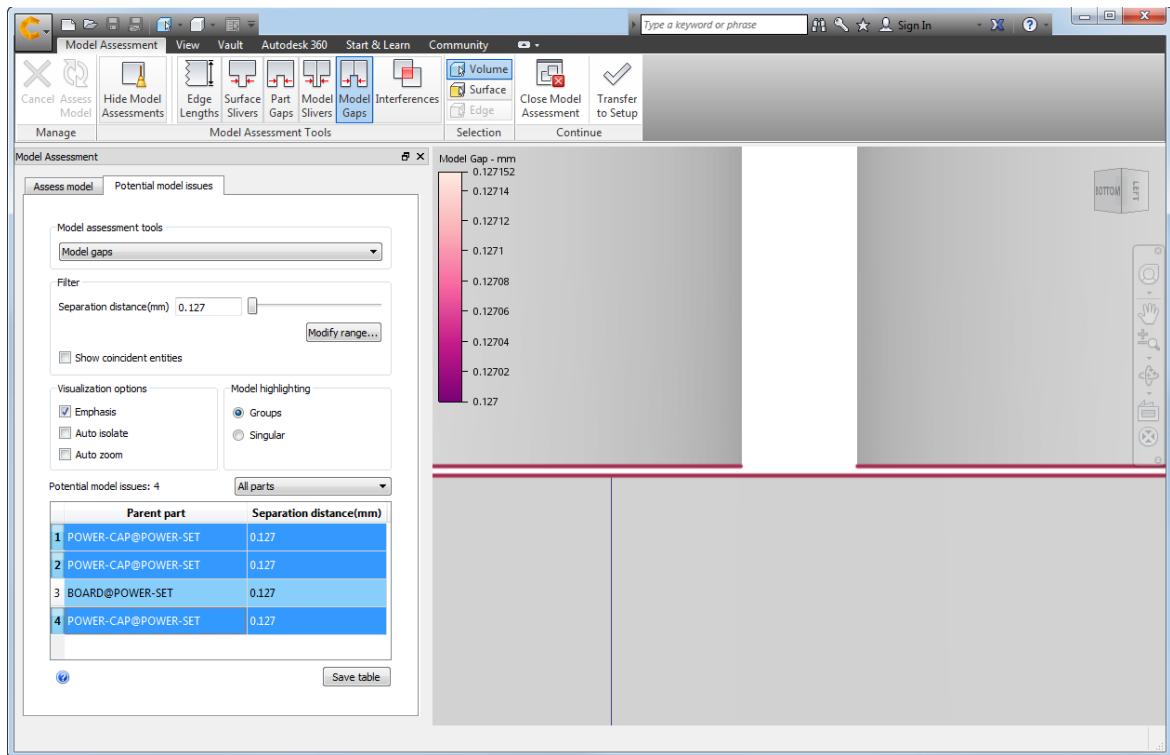 Type a keyword or phrase
Sign In
Model Assessment View Vault Autodesk 360 Start & Learn Community
Cancel
Assess Model
Hide Model Assessments
Edge Lengths
Surface Slivers
Part Gaps
Model Slivers
Model Gaps
Interferences
Volume
Surface
Edge
Close Model Assessment
Transfer to Setup
Manage Model Assessment Tools Selection Continue
Model Assessment
Assess model Potential model issues
Model assessment tools
Model gaps
Filter
Separation distance(mm) 0.127
Modify range...
Show coincident entities
Visualization options
Emphasis
Auto isolate
Auto zoom
Model highlighting
Groups
Singular
Potential model issues: 4 All parts
Parent part Separation distance(mm)
1 POWER-CAP@POWER-SET 0.127
2 POWER-CAP@POWER-SET 0.127
3 BOARD@POWER-SET 0.127
4 POWER-CAP@POWER-SET 0.127
Save table
Model Gap - mm
0.127152
0.12714
0.12712
0.1271
0.12708
0.12706
0.12704
0.12702
0.127
BOTTOM
LEFT